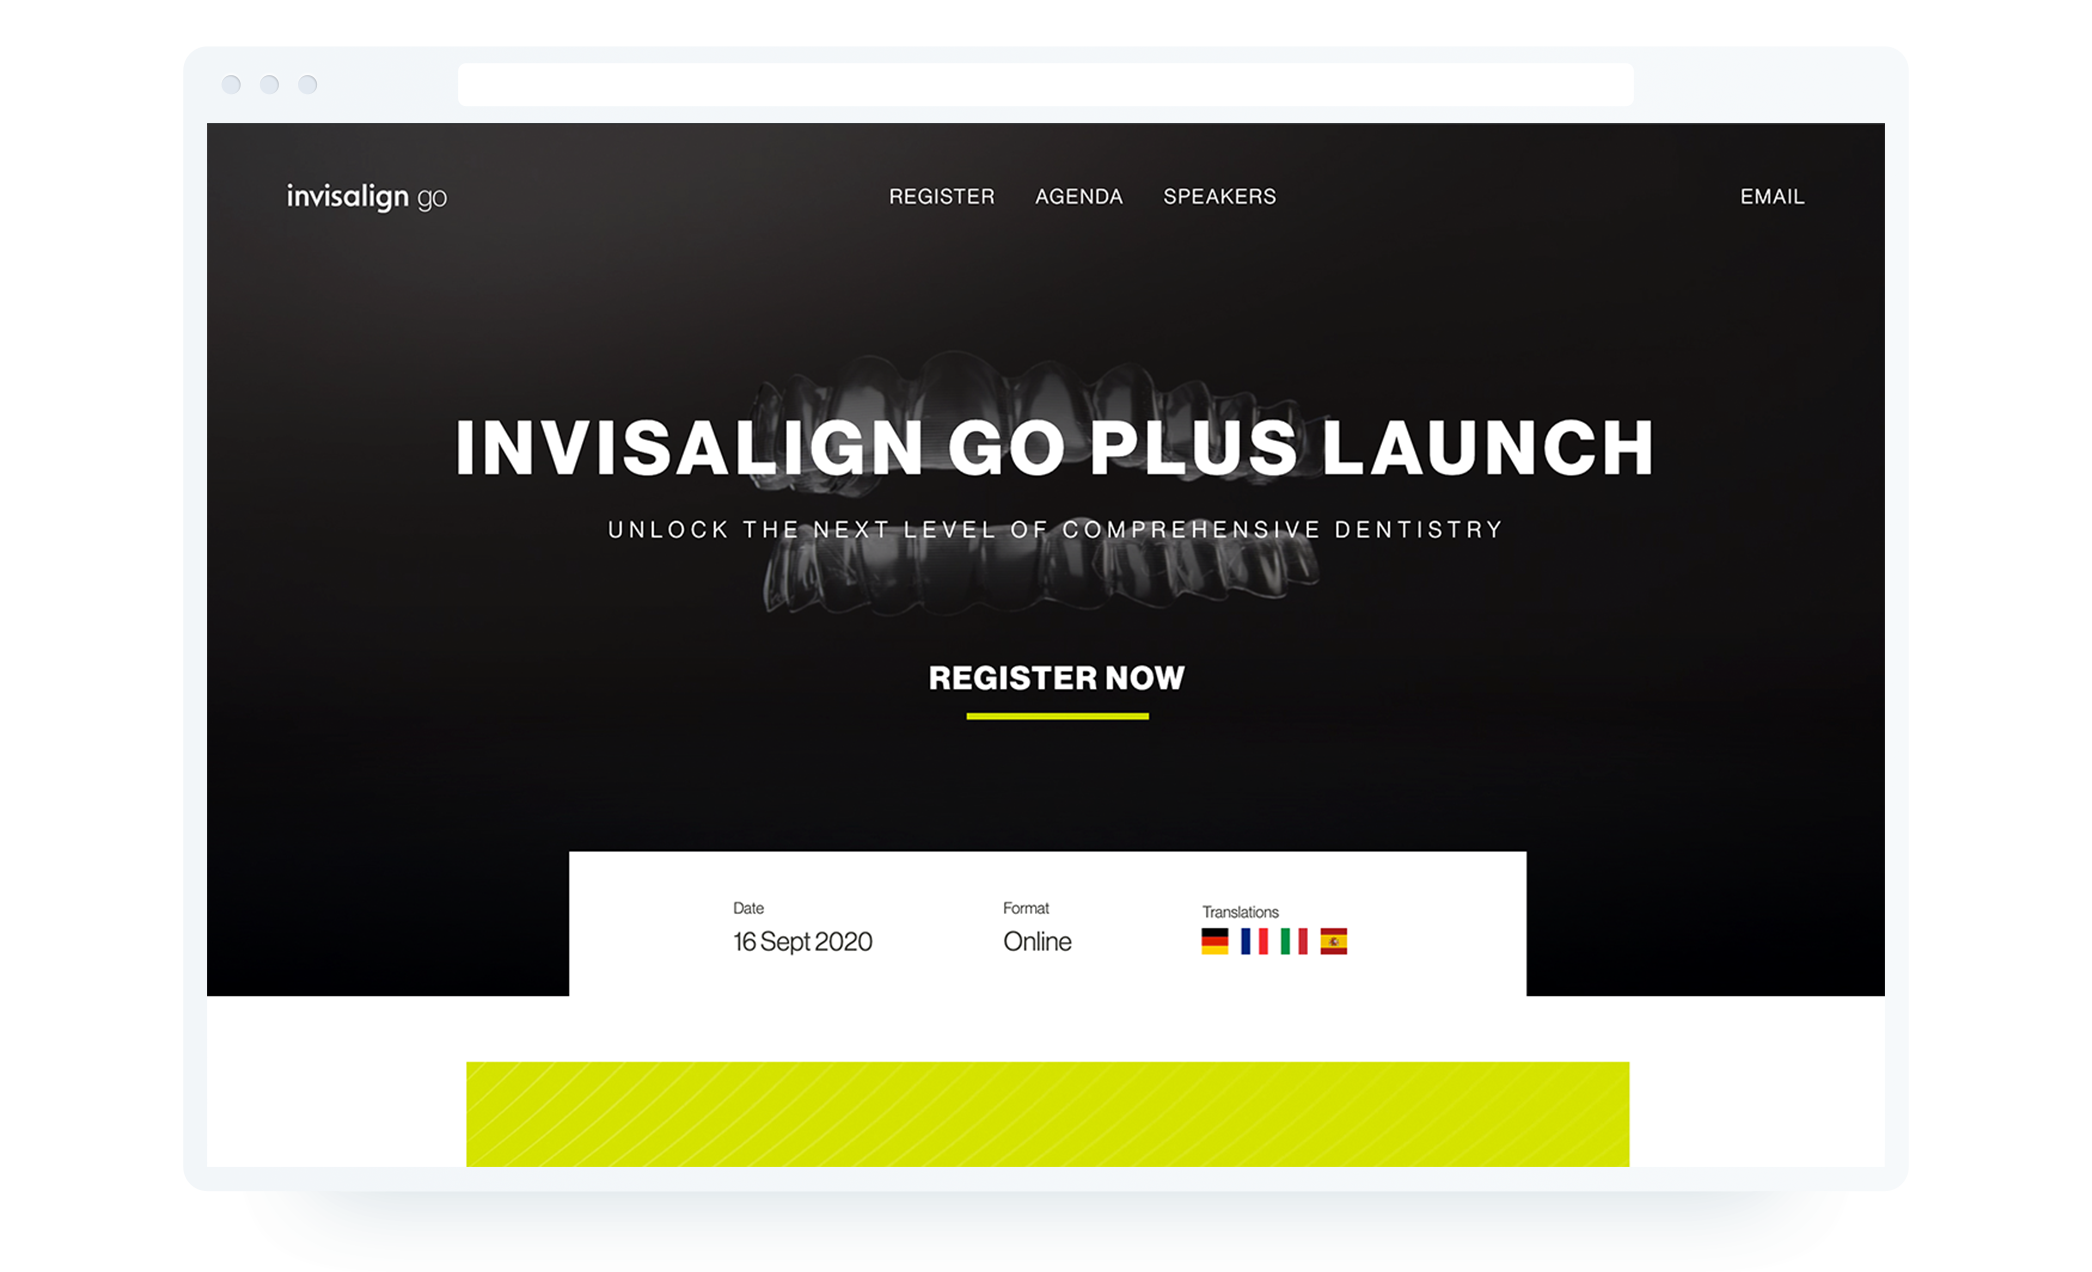 invisalign go
REGISTER AGENDA SPEAKERS
EMAIL
INVISALIGN GO PLUS LAUNCH
UNLOCK THE NEXT LEVEL OF COMPREHENSIVE DENTISTRY
REGISTER NOW
Date
16 Sept 2020
Format
Online
Translations